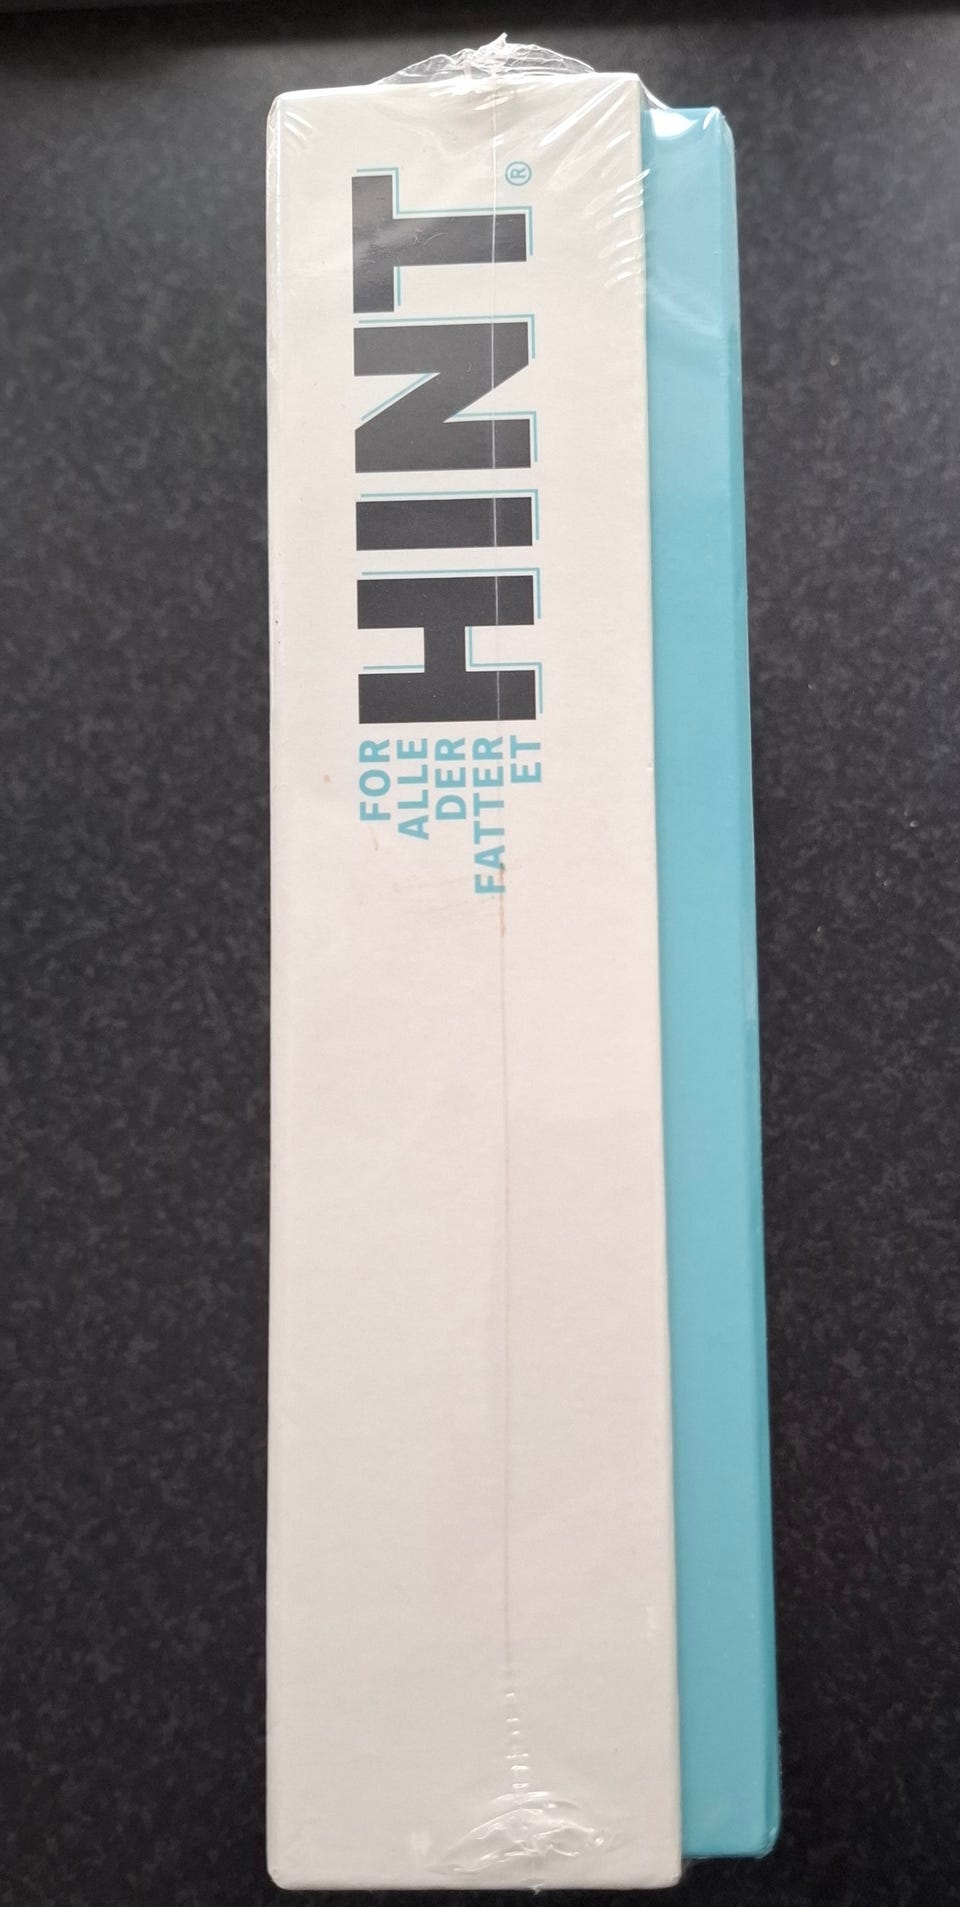 FOR
ALLE
DER
FATTER
ET
HINT®